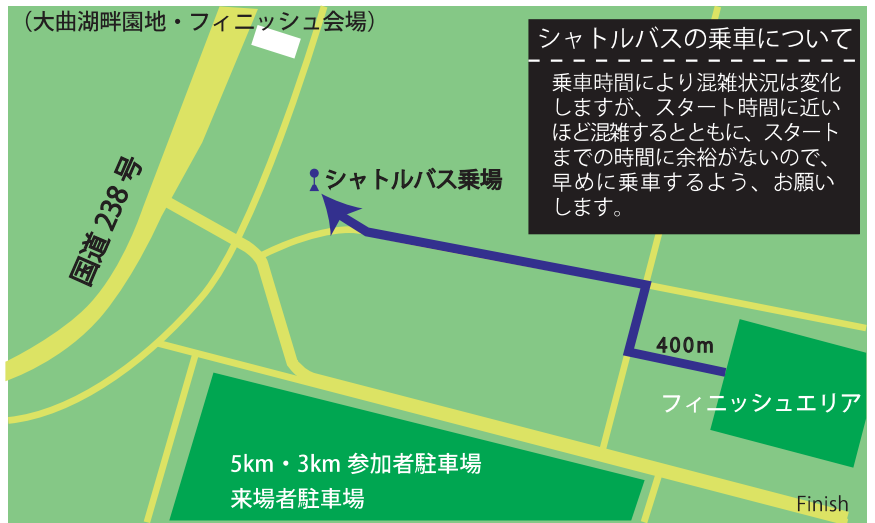 （大曲湖畔園地・フィニッシュ会場）
シャトルバスの乗車について
乗車時間により混雑状況は変化
しますが、スタート時間に近い
ほど混雑するとともに、スタート
までの時間に余裕がないので、
早めに乗車するよう、お願い
します。
国道 238 号
シャトルバス乗場
400m
フィニッシュエリア
5km・3km 参加者駐車場
来場者駐車場
Finish